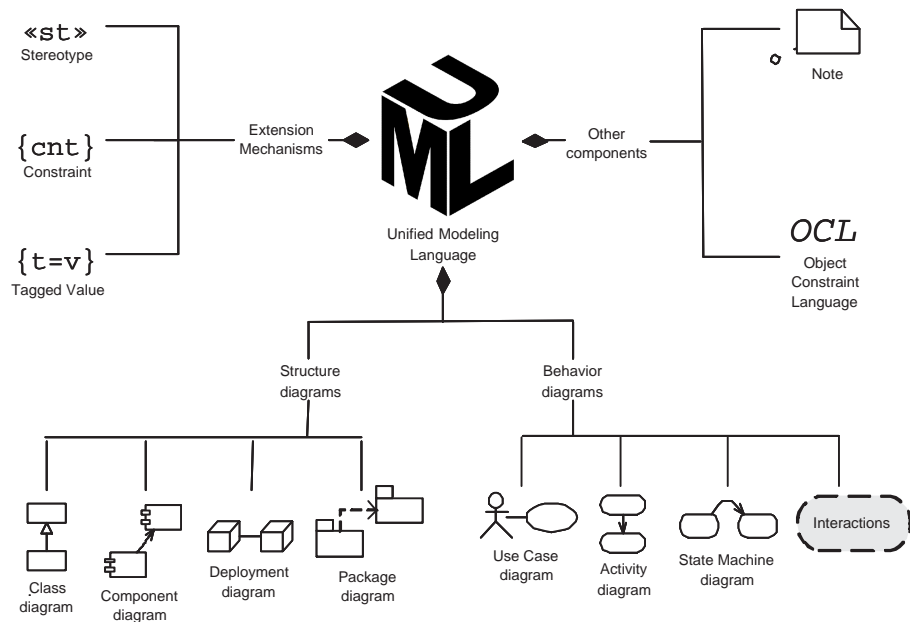 «st»
Stereotype
{cnt}
Constraint
{t=v}
Tagged Value
Extension
Mechanisms
UML
Unified Modeling
Language
Other
components
Note
OCL
Object
Constraint
Language
Structure
diagrams
Behavior
diagrams
Class
diagram
Component
diagram
Deployment
diagram
Package
diagram
Use Case
diagram
Activity
diagram
State Machine
diagram
Interactions